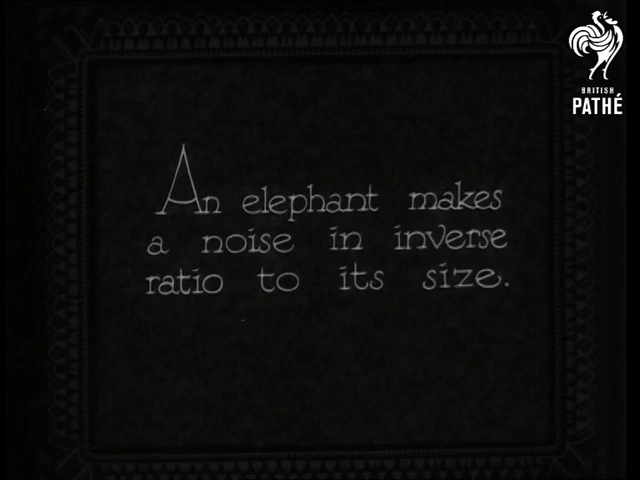 BRITISH
PATHÉ
An elephant makes
a noise in inverse
ratio to its size.